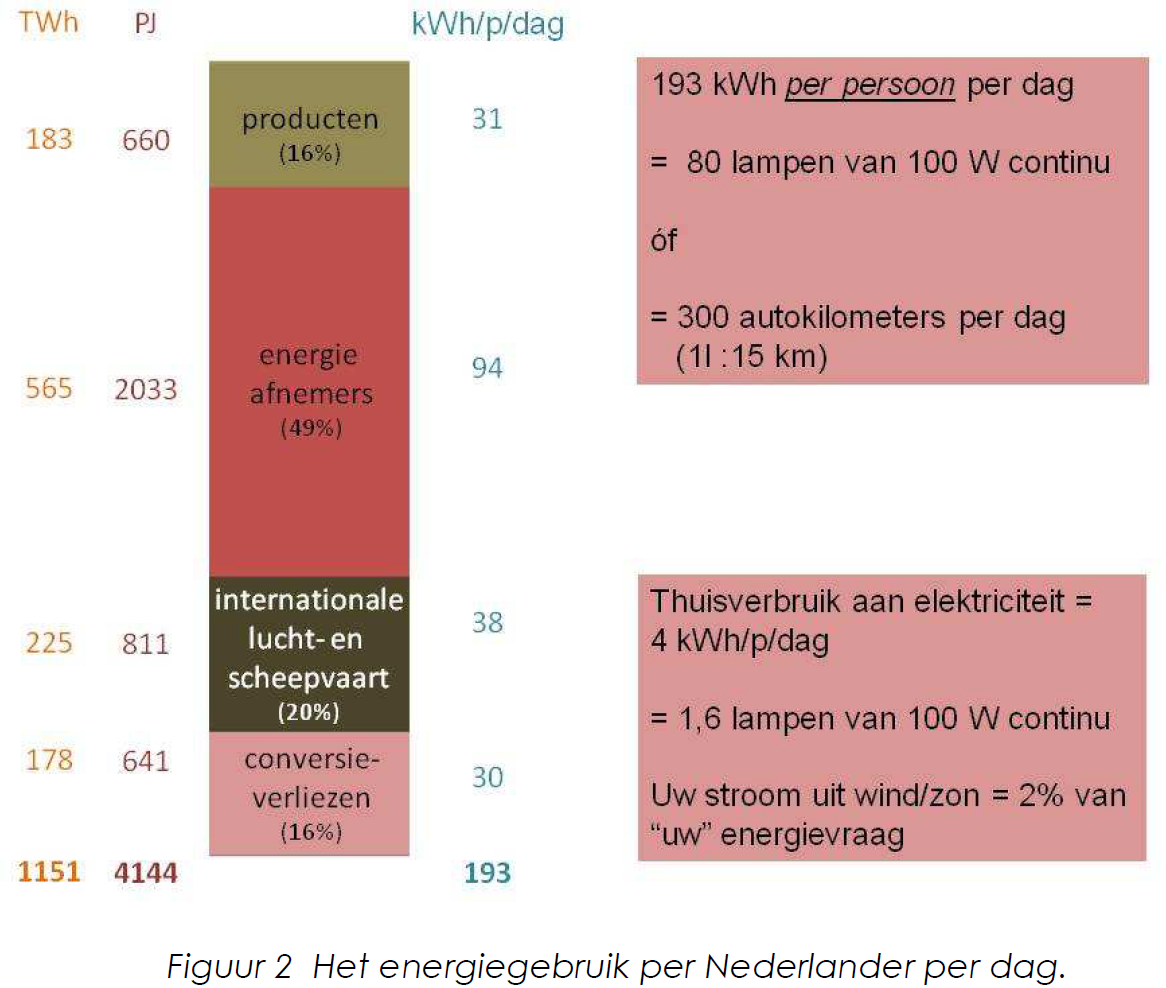 TWh PJ kWh/p/dag
183 660 producten (16%) 31
565 2033 energie afnemers (49%) 94
225 811 internationale lucht- en scheepvaart (20%) 38
178 641 conversie-verliezen (16%) 30
1151 4144 193
193 kWh per persoon per dag
= 80 lampen van 100 W continu
óf
= 300 autokilometers per dag
(1l :15 km)
Thuisverbruik aan elektriciteit =
4 kWh/p/dag
= 1,6 lampen van 100 W continu
Uw stroom uit wind/zon = 2% van
“uw” energievraag
Figuur 2 Het energiegebruik per Nederlander per dag.